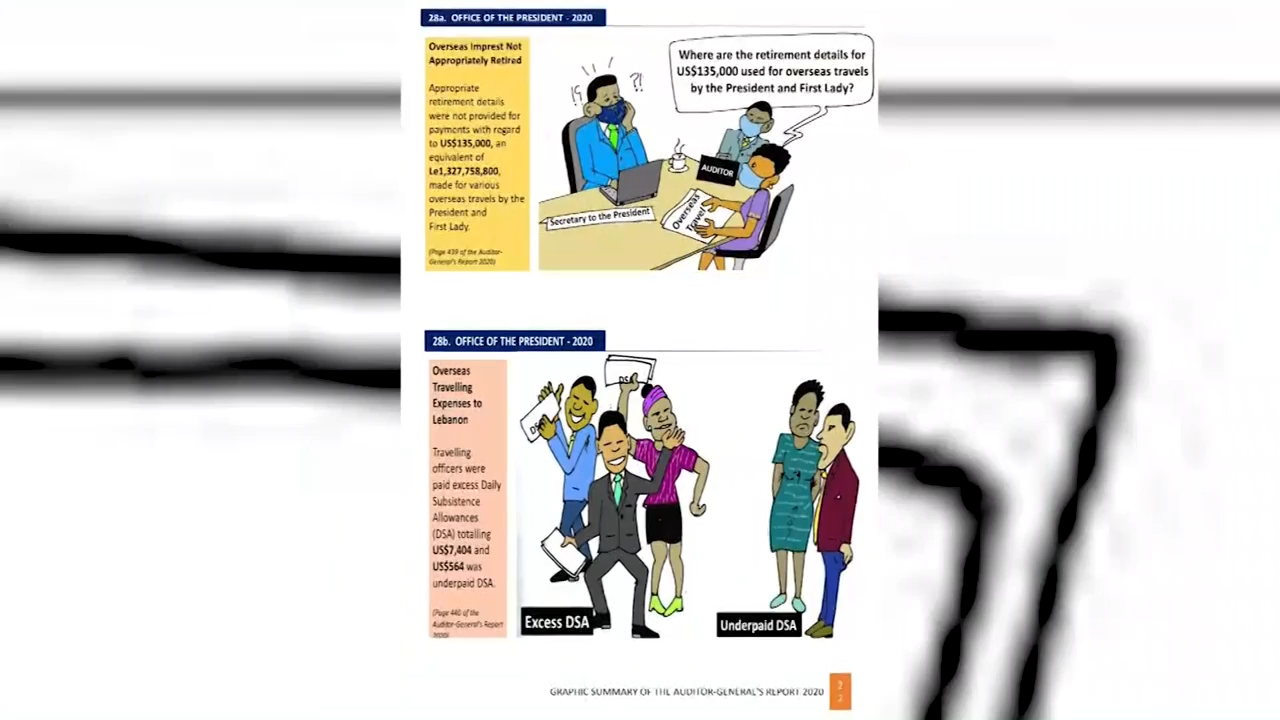 28a. OFFICE OF THE PRESIDENT - 2020
Overseas Imprest Not
Appropriately Retired
Appropriate
retirement details
were not provided for
payments with regard
to US$135,000, an
equivalent of
Le1,327,758,800,
made for various
overseas travels by the
President and
First Lady.
(Page 439 of the Auditor-
General's Report 2020)
Where are the retirement details for
US$135,000 used for overseas travels
by the President and First Lady?
!?
?!
AUDITOR
Overseas
Travel
Secretary to the President
28b. OFFICE OF THE PRESIDENT - 2020
Overseas
Travelling
Expenses to
Lebanon
Travelling
officers were
paid excess Daily
Subsistence
Allowances
(DSA) totalling
US$7,404 and
US$564 was
underpaid DSA.
(Page 440 of the
Auditor-General's Report
2020)
DSA
DSA
Excess DSA
Underpaid DSA
GRAPHIC SUMMARY OF THE AUDITOR-GENERAL'S REPORT 2020